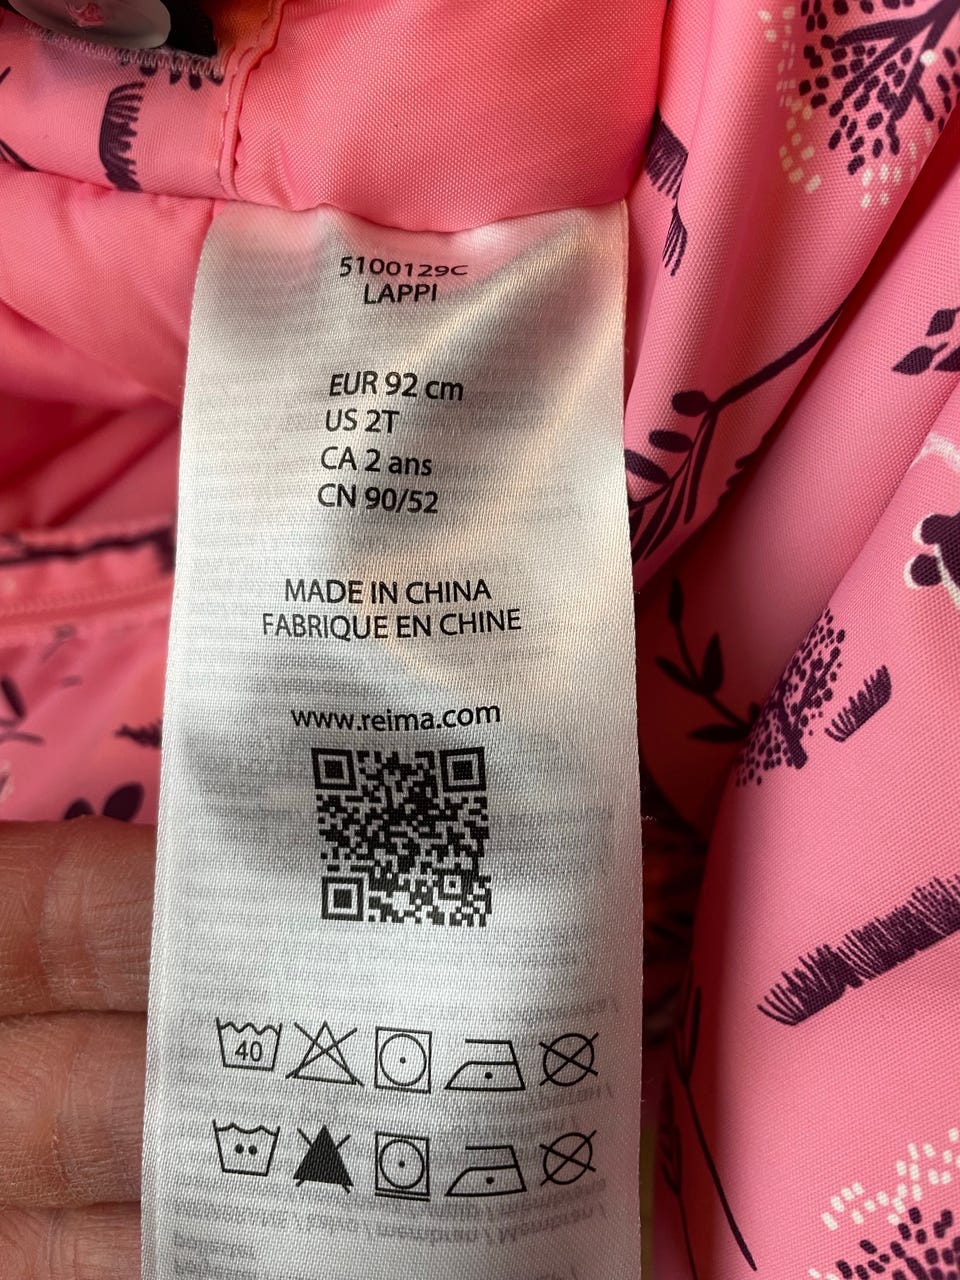 5100129C
LAPPI
EUR 92 cm
US 2T
CA 2 ans
CN 90/52
MADE IN CHINA
FABRIQUE EN CHINE
www.reima.com
40